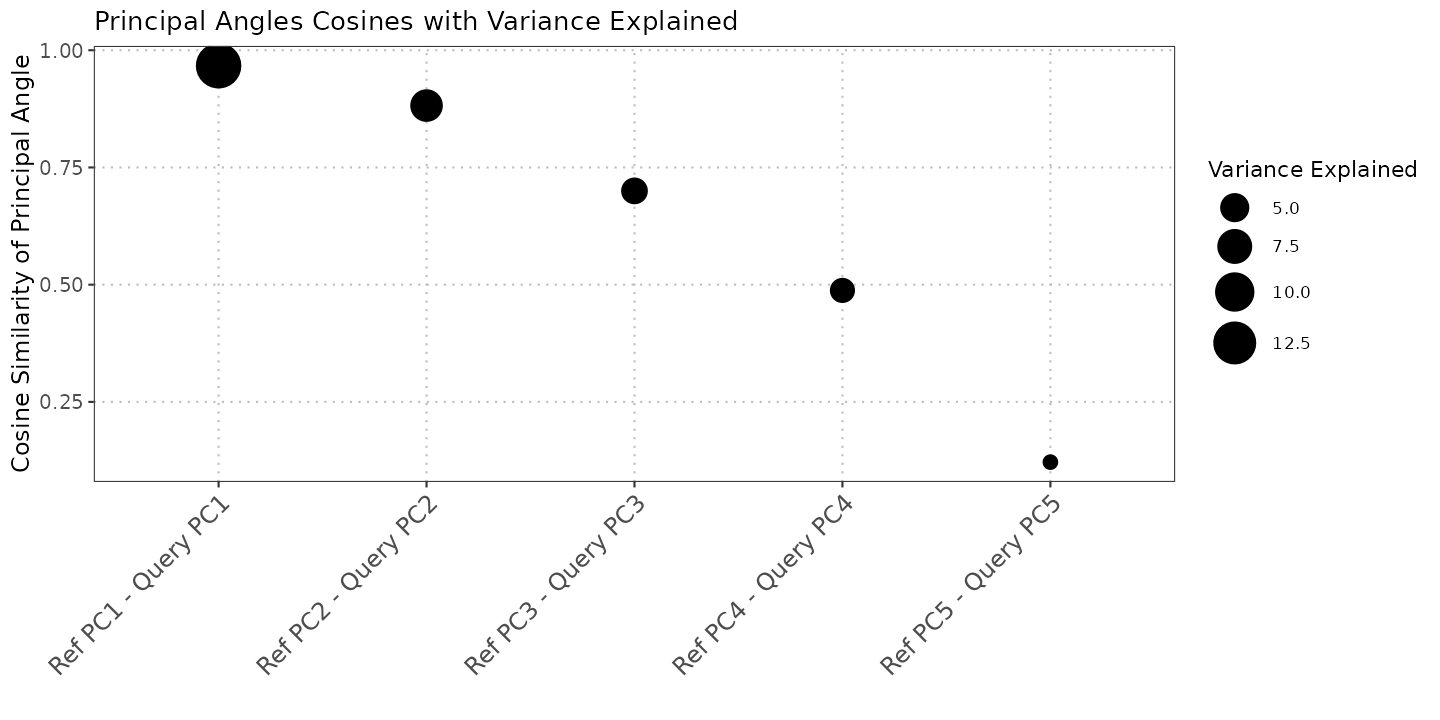 Principal Angles Cosines with Variance Explained
Cosine Similarity of Principal Angle
1.00
0.75
0.50
0.25
Ref PC1 - Query PC1
Ref PC2 - Query PC2
Ref PC3 - Query PC3
Ref PC4 - Query PC4
Ref PC5 - Query PC5
Variance Explained
5.0
7.5
10.0
12.5